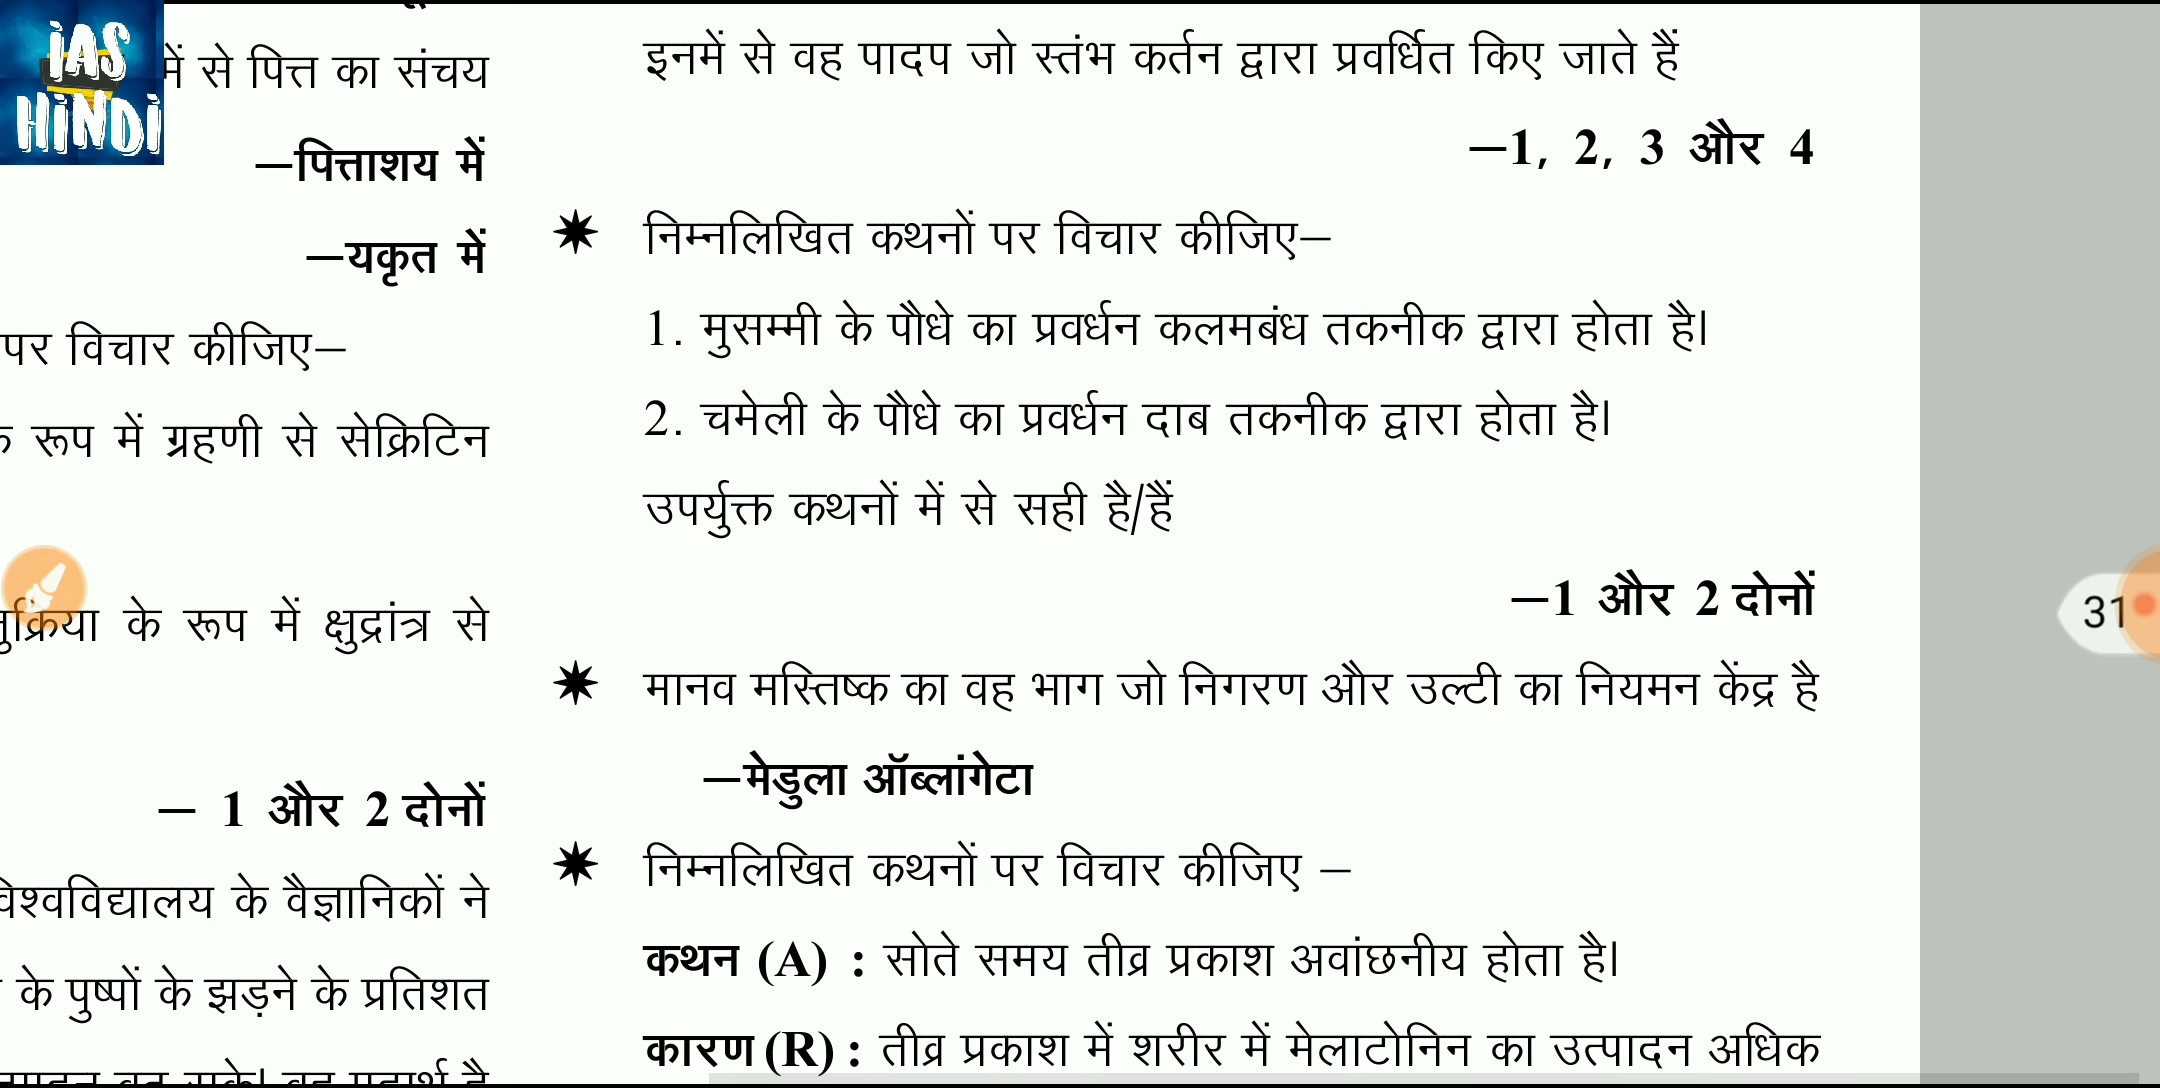 iAS
HiNDi
में से पित्त का संचय
—पित्ताशय में
—यकृत में
पर विचार कीजिए—
रूप में ग्रहणी से सेक्रिटिन
के रूप में क्षुद्रांत्र से
— 1 और 2 दोनों
के वैज्ञानिकों ने
के पुष्पों के झड़ने के प्रतिशत
इनमें से वह पादप जो स्तंभ कर्तन द्वारा प्रवर्धित किए जाते हैं
—1, 2, 3 और 4
✷ निम्नलिखित कथनों पर विचार कीजिए—
1. मुसम्मी के पौधे का प्रवर्धन कलमबंध तकनीक द्वारा होता है।
2. चमेली के पौधे का प्रवर्धन दाब तकनीक द्वारा होता है।
उपर्युक्त कथनों में से सही है/हैं
—1 और 2 दोनों
✷ मानव मस्तिष्क का वह भाग जो निगरण और उल्टी का नियमन केंद्र है
—मेडुला ऑब्लांगेटा
✷ निम्नलिखित कथनों पर विचार कीजिए —
कथन (A) : सोते समय तीव्र प्रकाश अवांछनीय होता है।
कारण (R) : तीव्र प्रकाश में शरीर में मेलाटोनिन का उत्पादन अधिक
31